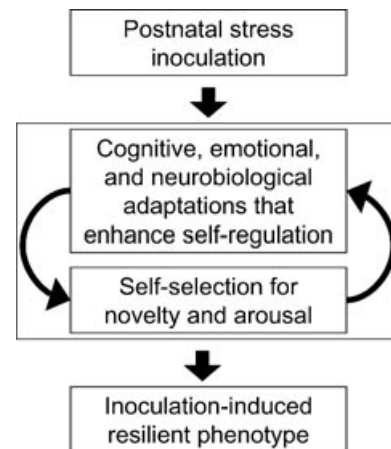 Postnatal stress
inoculation
Cognitive, emotional,
and neurobiological
adaptations that
enhance self-regulation
Self-selection for
novelty and arousal
Inoculation-induced
resilient phenotype